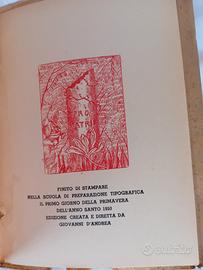 FINITO DI STAMPARE
NELLA SCUOLA DI PREPARAZIONE TIPOGRAFICA
IL PRIMO GIORNO DELLA PRIMAVERA
DELL'ANNO SANTO 1950
EDIZIONE CREATA E DIRETTA DA
GIOVANNI D'ANDREA
subito